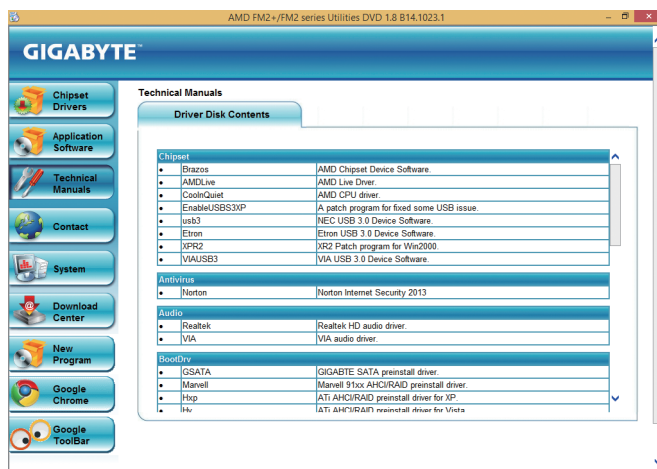 AMD FM2+/FM2 series Utilities DVD 1.8 B14.1023.1
GIGABYTE™
Chipset
Drivers
Application
Software
Technical
Manuals
Contact
System
Download
Center
New
Program
Google
Chrome
Google
ToolBar
Technical Manuals
Driver Disk Contents
Chipset
• Brazos AMD Chipset Device Software.
• AMDLive AMD Live Drver.
• CoolnQuiet AMD CPU driver.
• EnableUSBS3XP A patch program for fixed some USB issue.
• usb3 NEC USB 3.0 Device Software.
• Etron Etron USB 3.0 Device Software.
• XPR2 XR2 Patch program for Win2000.
• VIAUSB3 VIA USB 3.0 Device Software.
Antivirus
• Norton Norton Internet Security 2013
Audio
• Realtek Realtek HD audio driver.
• VIA VIA audio driver.
BootDrv
• GSATA GIGABTE SATA preinstall driver.
• Marvell Marvell 91xx AHCI/RAID preinstall driver.
• Hxp ATi AHCI/RAID preinstall driver for XP.
• Hv ATi AHCI/RAID preinstall driver for Vista